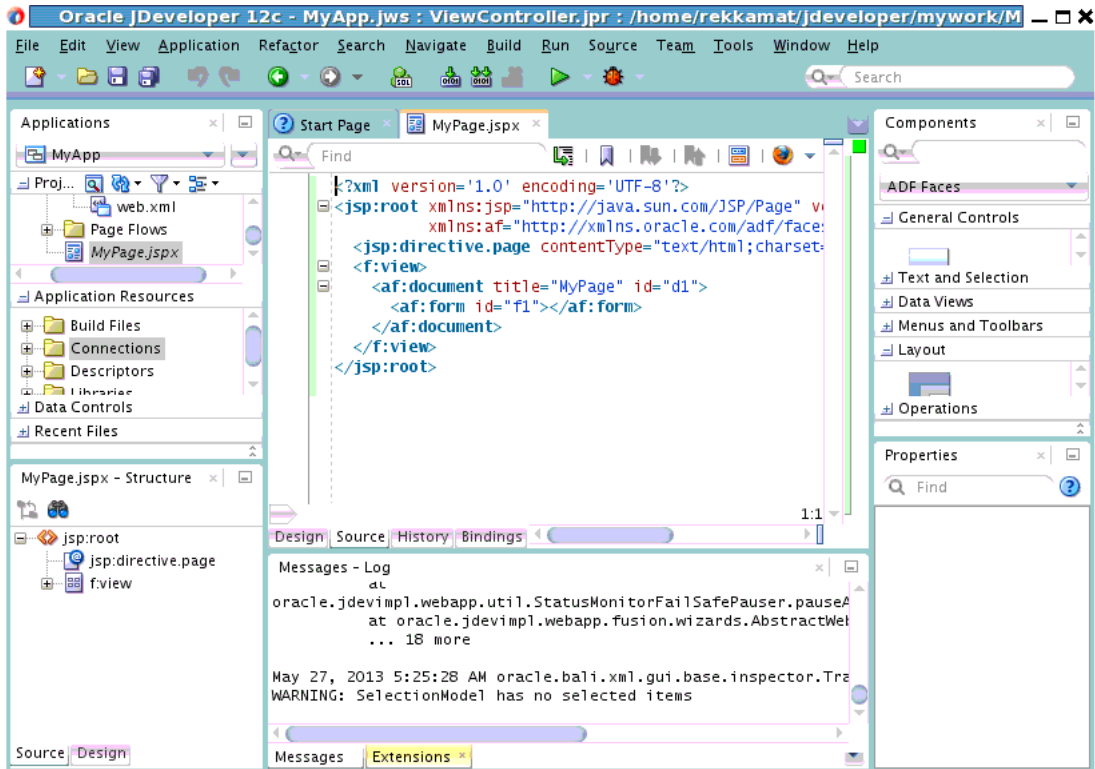 Oracle JDeveloper 12c - MyApp.jws : ViewController.jpr : /home/rekkamat/jdeveloper/mywork/M
File Edit View Application Refactor Search Navigate Build Run Source Team Tools Window Help
Search
Applications
MyApp
Proj...
web.xml
Page Flows
MyPage.jspx
Application Resources
Build Files
Connections
Descriptors
Libraries
Data Controls
Recent Files
MyPage.jspx - Structure
jsp:root
jsp:directive.page
f:view
Source Design
Start Page MyPage.jspx
Find
<?xml version='1.0' encoding='UTF-8'?>
<jsp:root xmlns:jsp="http://java.sun.com/JSP/Page" ve
xmlns:af="http://xmlns.oracle.com/adf/faces
<jsp:directive.page contentType="text/html;charset=
<f:view>
<af:document title="MyPage" id="d1">
<af:form id="f1"></af:form>
</af:document>
</f:view>
</jsp:root>
1:1
Design Source History Bindings
Messages - Log
at
oracle.jdevimpl.webapp.util.StatusMonitorFailSafePauser.pauseA
at oracle.jdevimpl.webapp.fusion.wizards.AbstractWeb
... 18 more
May 27, 2013 5:25:28 AM oracle.bali.xml.gui.base.inspector.Tra
WARNING: SelectionModel has no selected items
Messages Extensions
Components
ADF Faces
General Controls
Text and Selection
Data Views
Menus and Toolbars
Layout
Operations
Properties
Find